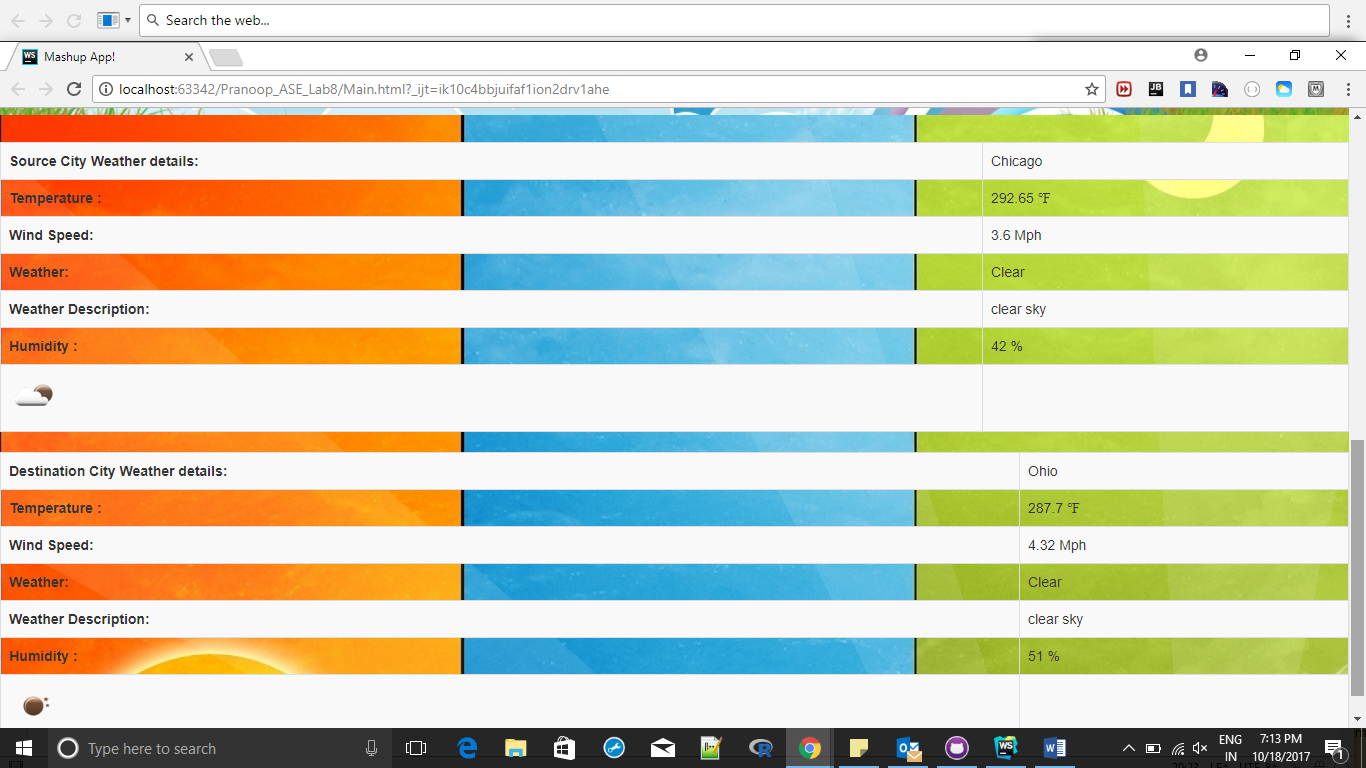 Search the web...
WS Mashup App!
localhost:63342/Pranoop_ASE_Lab8/Main.html?_ijt=ik10c4bbjuifaf1ion2drv1ahe
JB
Source City Weather details: Chicago
Temperature : 292.65 °F
Wind Speed: 3.6 Mph
Weather: Clear
Weather Description: clear sky
Humidity : 42 %
Destination City Weather details: Ohio
Temperature : 287.7 °F
Wind Speed: 4.32 Mph
Weather: Clear
Weather Description: clear sky
Humidity : 51 %
Type here to search
ENG
IN
7:13 PM
10/18/2017
1